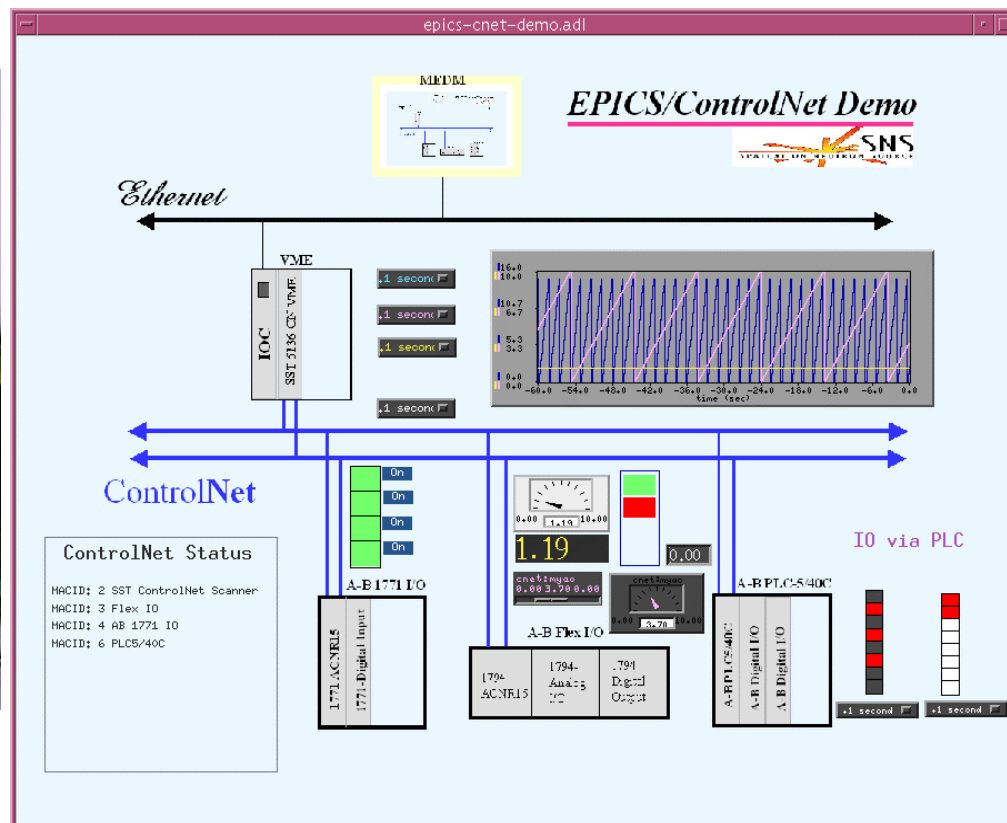 epics-cnet-demo.adl
MEDM
EPICS/ControlNet Demo
SNS
SPALLATION NEUTRON SOURCE
Ethernet
VME
IOC
SST 5136 CN VME
.1 second
.1 second
.1 second
.1 second
16.0
10.0
10.7
6.7
5.3
3.3
0.0
0.0
-60.0 -54.0 -48.0 -42.0 -36.0 -30.0 -24.0 -18.0 -12.0 -6.0 0.0
time (sec)
ControlNet
On
On
On
On
0.00 1.19 10.00
1.19
0.00
cnetimyao
0.00 3.70 0.00
cnetimyao
0.00 3.70 10.00
IO via PLC
ControlNet Status
MACID: 2 SST ControlNet Scanner
MACID: 3 Flex IO
MACID: 4 AB 1771 IO
MACID: 6 PLC5/40C
A-B 1771 I/O
1771 ACNR15
1771-Digital Input
A-B Flex I/O
1794-
ACNR15
1794-
Analog
I/O
1794
Digital
Output
A-B PLC-5/40C
A-B PLC5/40C
A-B Digital I/O
A-B Digital I/O
.1 second
.1 second